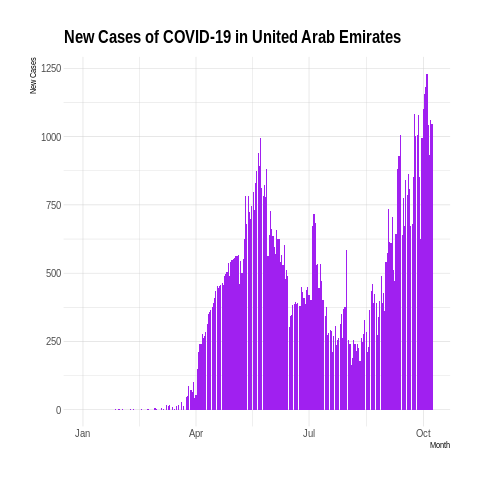 New Cases of COVID-19 in United Arab Emirates
New Cases
1250
1000
750
500
250
0
Jan Apr Jul Oct
Month